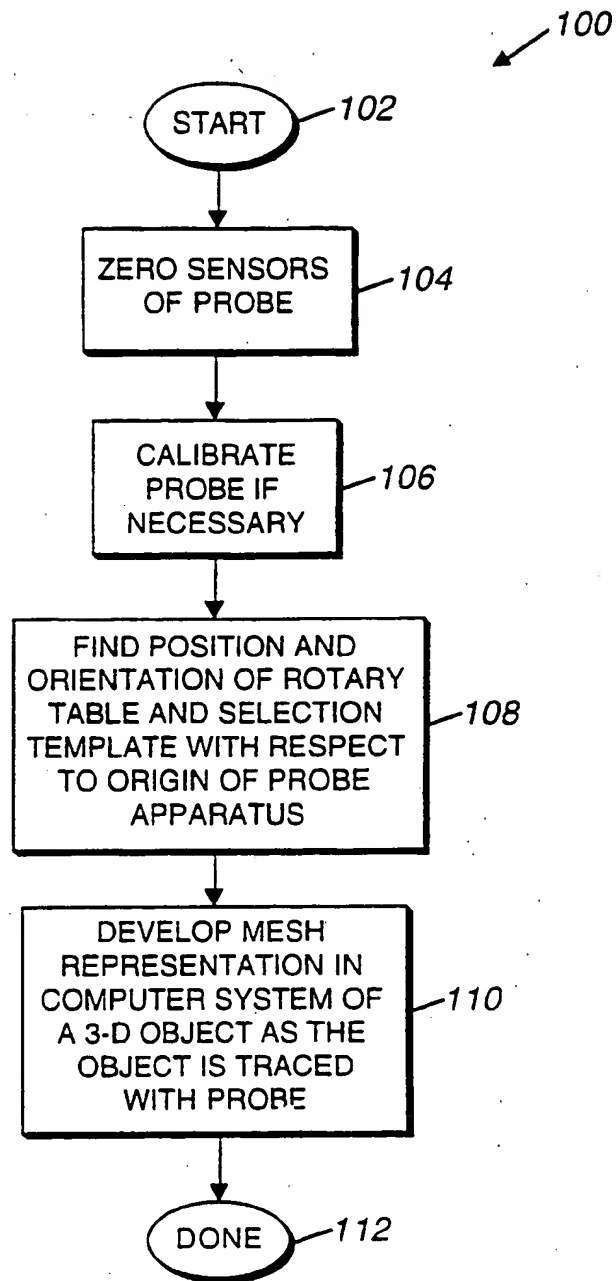 100
START
102
ZERO SENSORS
OF PROBE
104
CALIBRATE
PROBE IF
NECESSARY
106
FIND POSITION AND
ORIENTATION OF ROTARY
TABLE AND SELECTION
TEMPLATE WITH RESPECT
TO ORIGIN OF PROBE
APPARATUS
108
DEVELOP MESH
REPRESENTATION IN
COMPUTER SYSTEM OF
A 3-D OBJECT AS THE
OBJECT IS TRACED
WITH PROBE
110
DONE
112